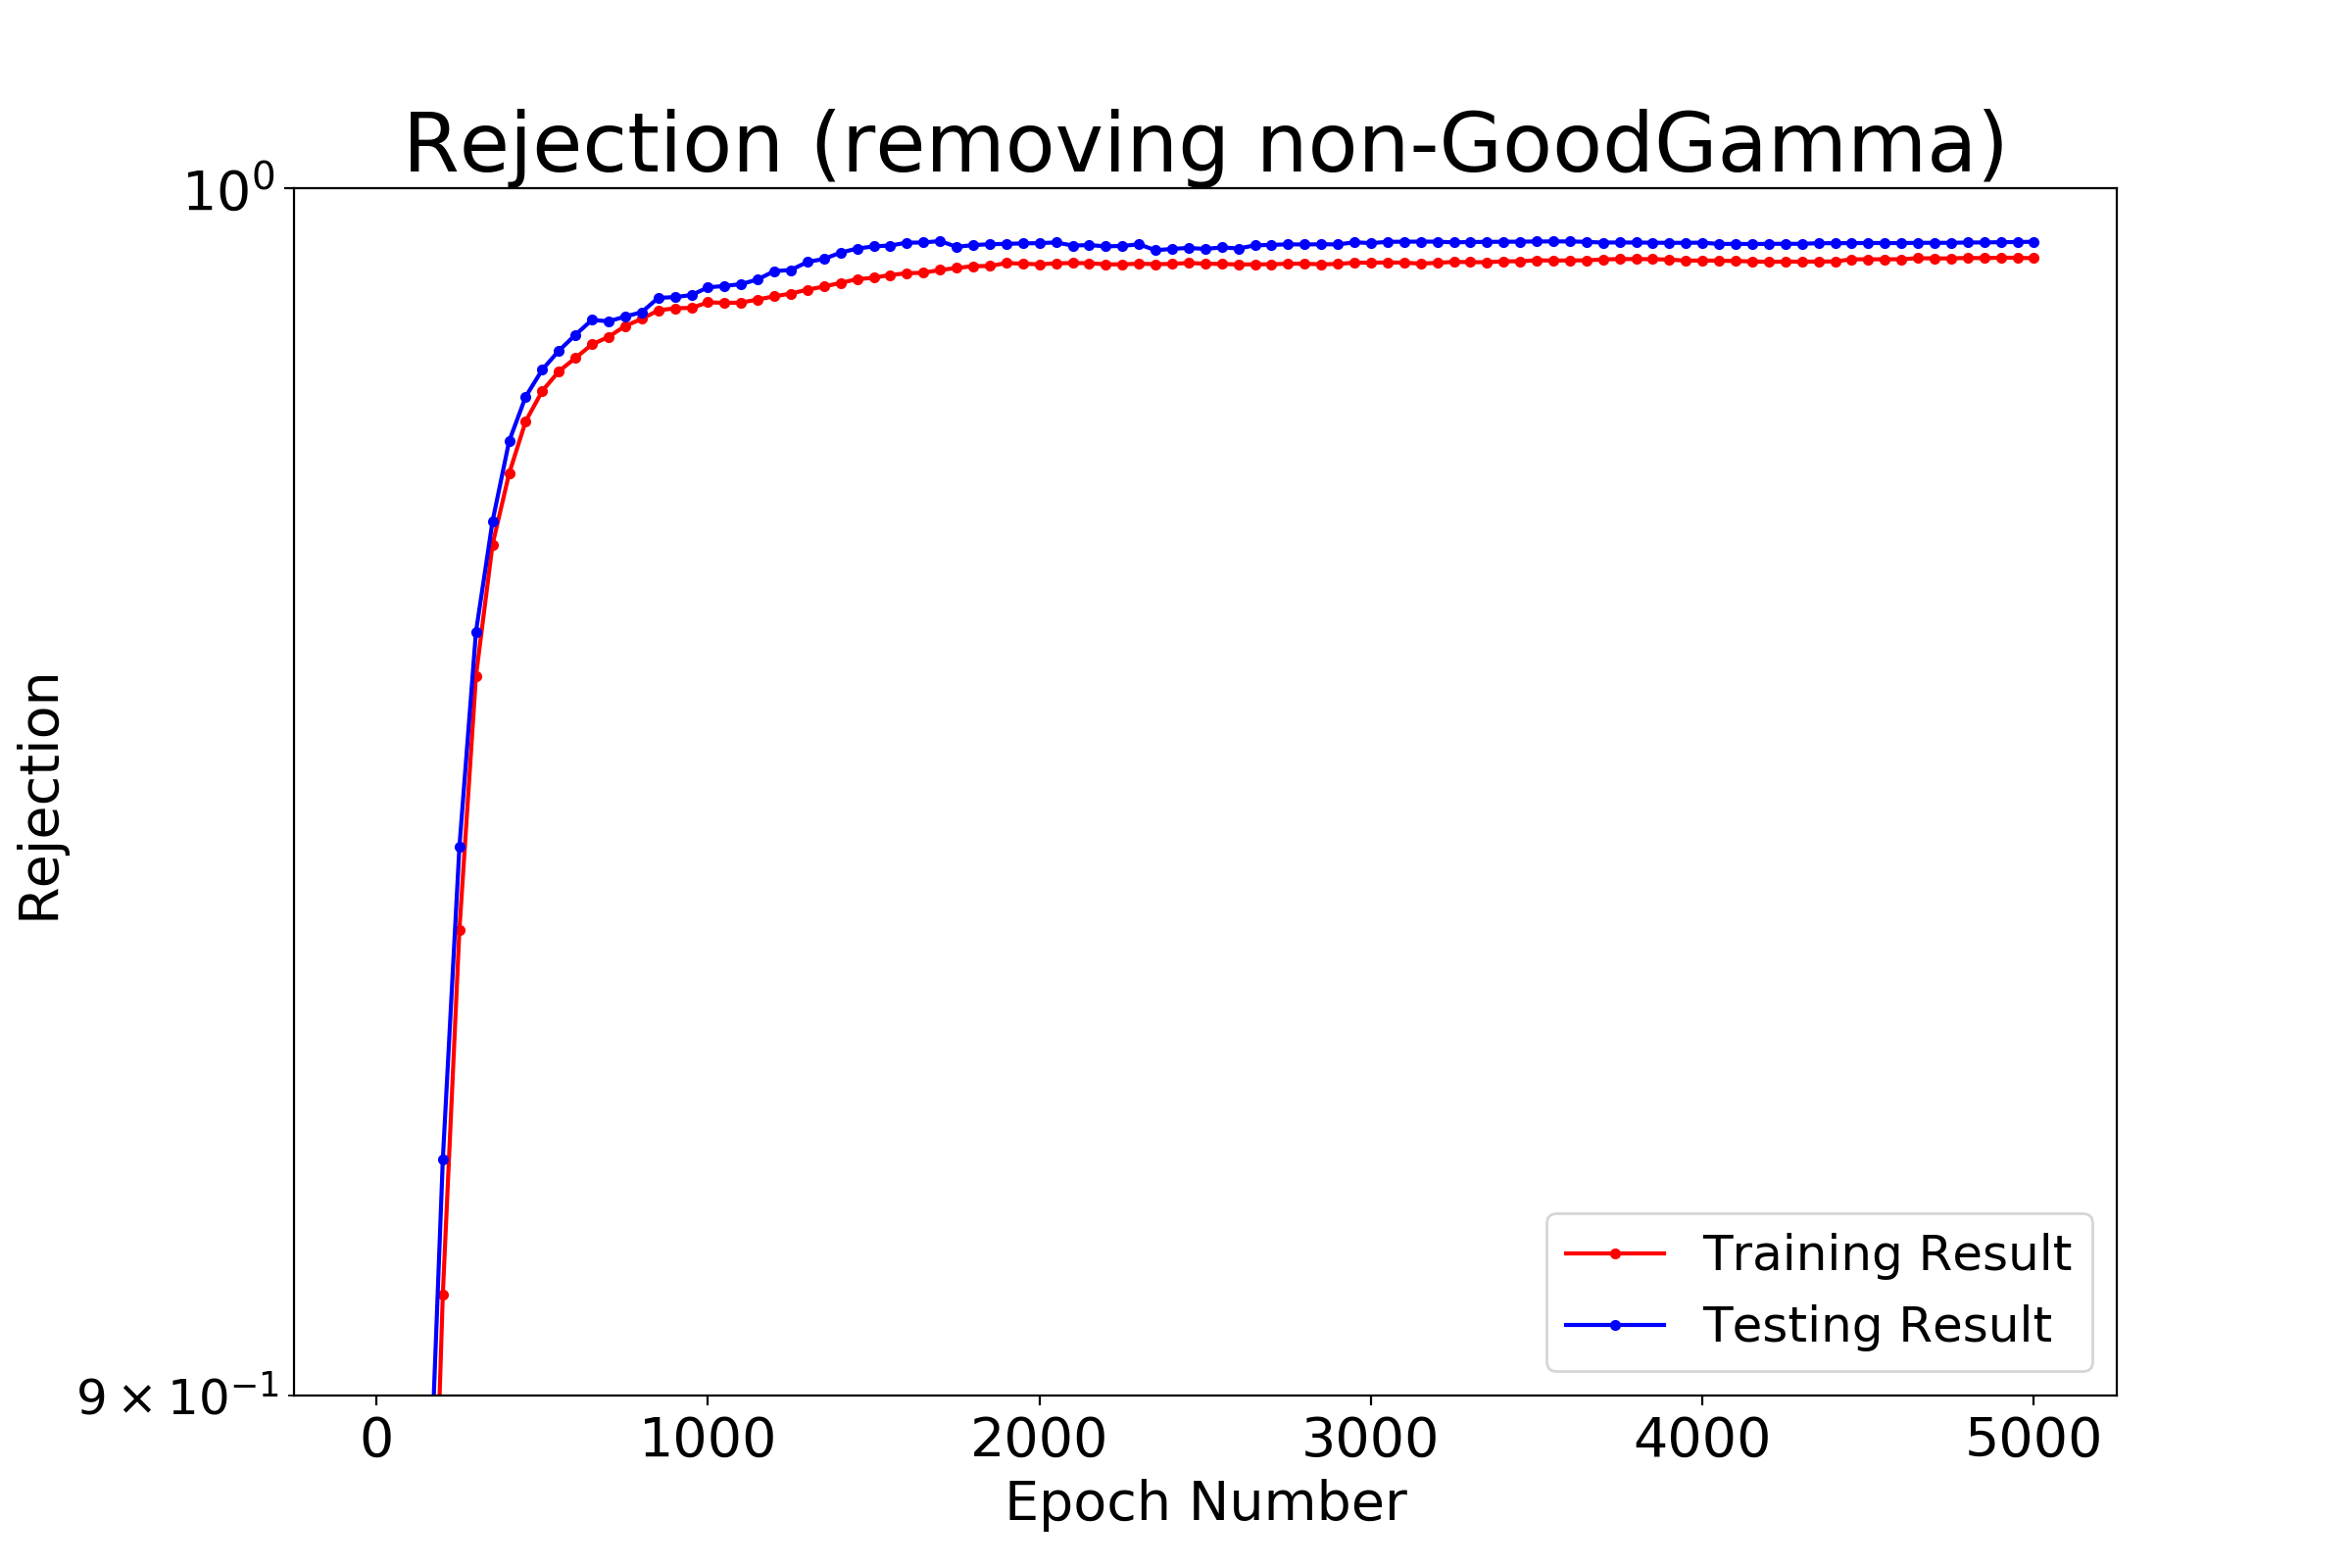 Rejection (removing non-GoodGamma)
10⁰
Rejection
9 × 10⁻¹
Training Result
Testing Result
0 1000 2000 3000 4000 5000
Epoch Number